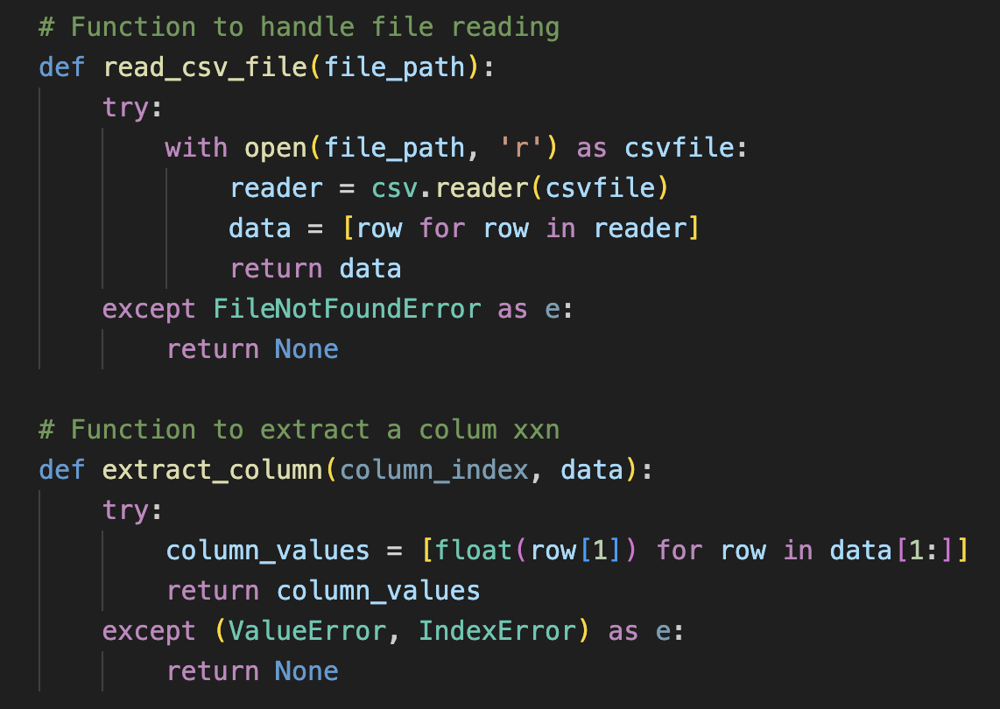 # Function to handle file reading
def read_csv_file(file_path):
    try:
        with open(file_path, 'r') as csvfile:
            reader = csv.reader(csvfile)
            data = [row for row in reader]
            return data
    except FileNotFoundError as e:
        return None

# Function to extract a colum xxn
def extract_column(column_index, data):
    try:
        column_values = [float(row[1]) for row in data[1:]]
        return column_values
    except (ValueError, IndexError) as e:
        return None